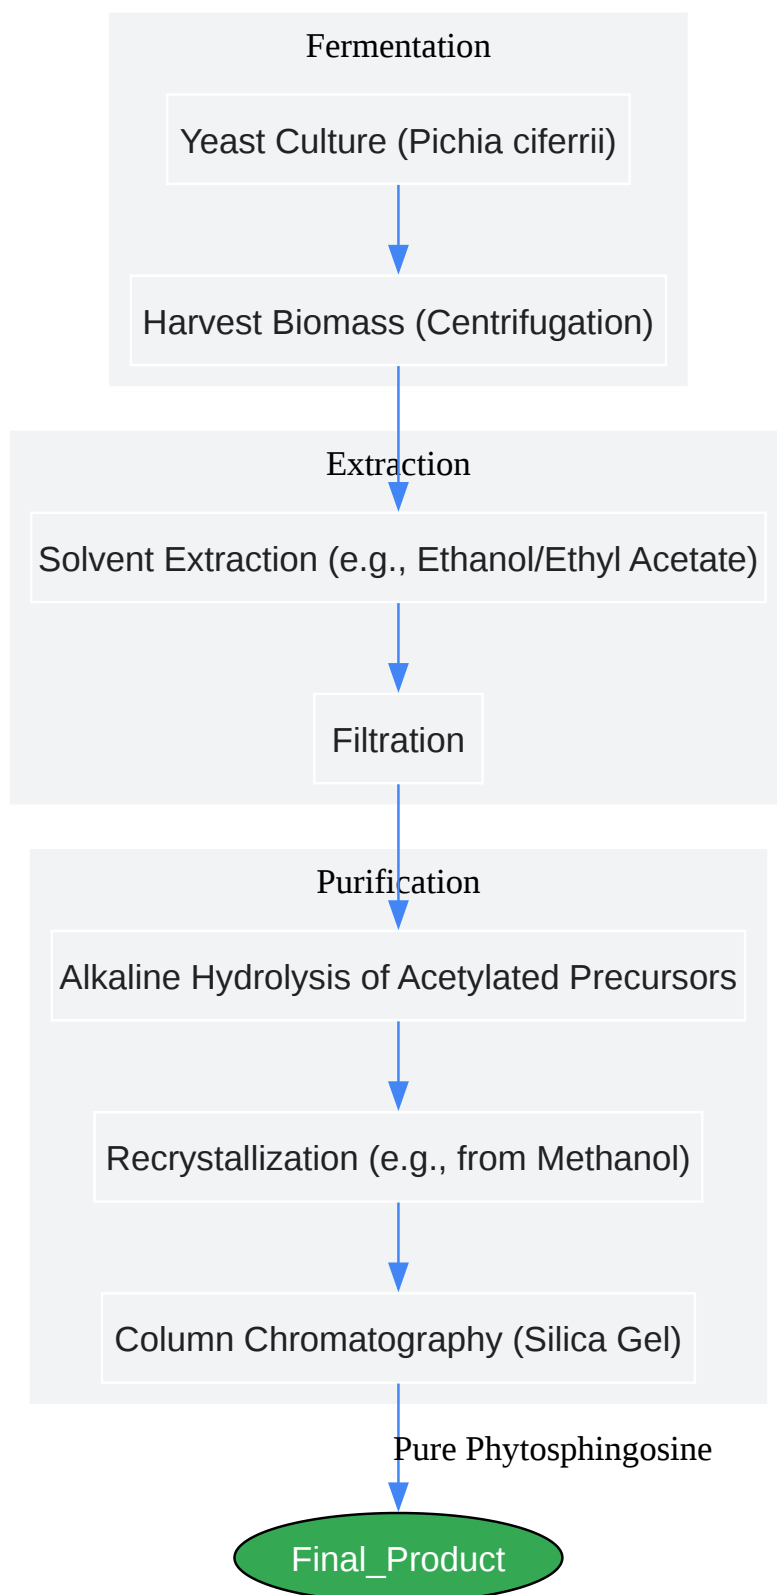 Fermentation
Yeast Culture (Pichia ciferrii)
Harvest Biomass (Centrifugation)
Extraction
Solvent Extraction (e.g., Ethanol/Ethyl Acetate)
Filtration
Purification
Alkaline Hydrolysis of Acetylated Precursors
Recrystallization (e.g., from Methanol)
Column Chromatography (Silica Gel)
Pure Phytosphingosine
Final_Product